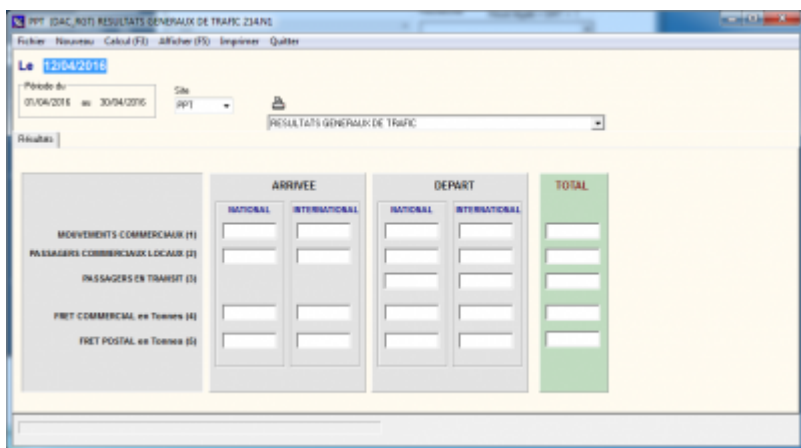 PPT (DAC_RGT) RESULTATS GENERAUX DE TRAFIC 214.N1
Fichier Nouveau Calcul (F3) Afficher (F5) Imprimer Quitter
Le 12/04/2016
Période du
01/04/2016 au 30/04/2016
Site
PPT
RESULTATS GENERAUX DE TRAFIC
Résultats
ARRIVEE DEPART TOTAL
NATIONAL INTERNATIONAL NATIONAL INTERNATIONAL
MOUVEMENTS COMMERCIAUX (1)
PASSAGERS COMMERCIAUX LOCAUX (2)
PASSAGERS EN TRANSIT (3)
FRET COMMERCIAL en Tonnes (4)
FRET POSTAL en Tonnes (5)